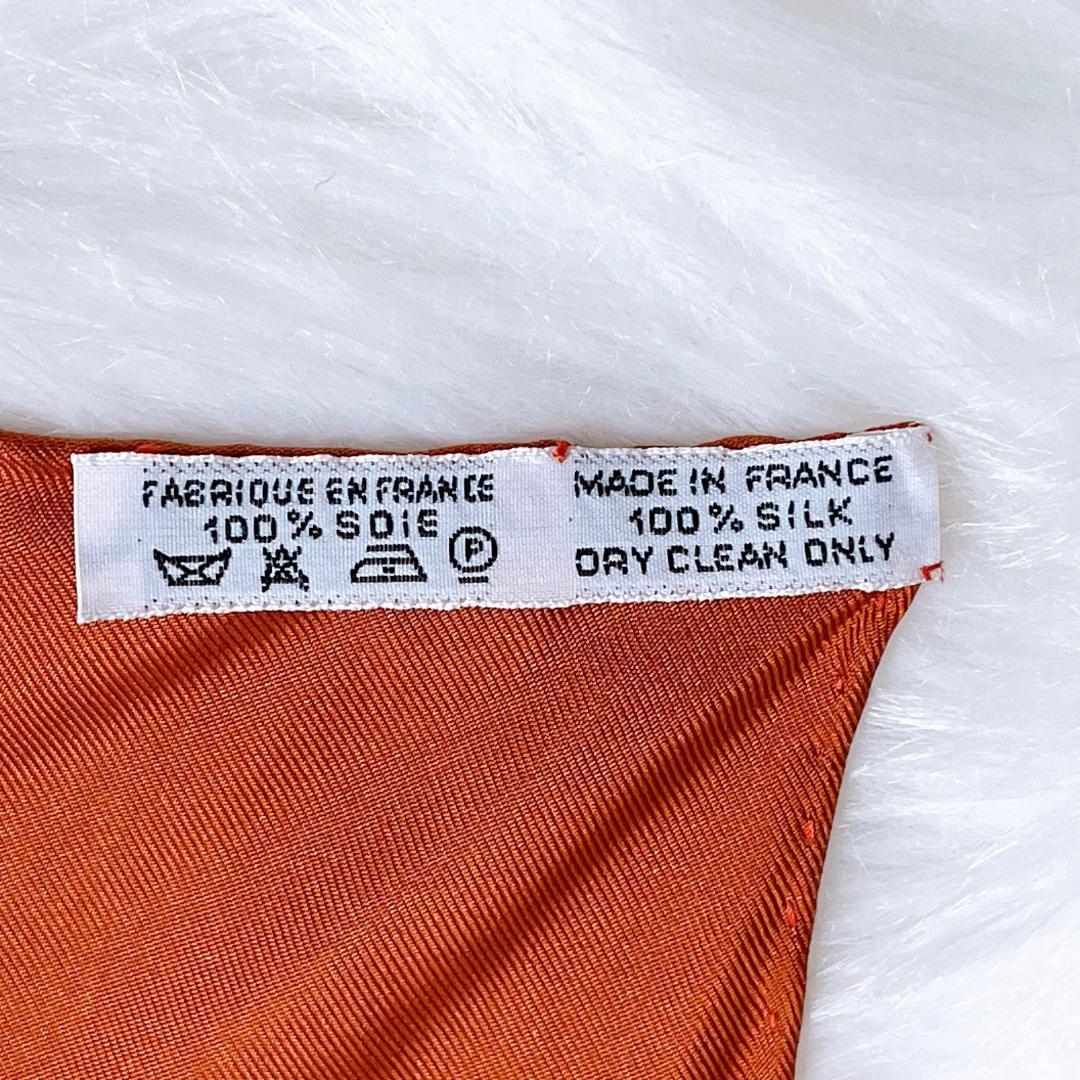 FABRIQUE EN FRANCE
100% SOIE
P
MADE IN FRANCE
100% SILK
DRY CLEAN ONLY